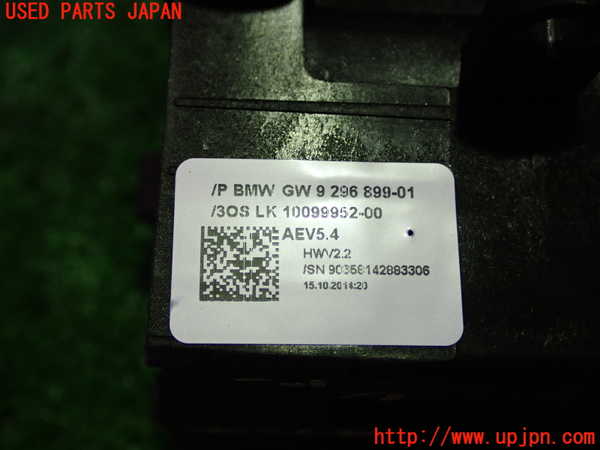 USED PARTS JAPAN
/P BMW GW 9 296 899-01
/3OS LK 10099952-00
AEV5.4
HWV2.2
/SN 90358142883306
15.10.2014:20
http://www.upjpn.com/